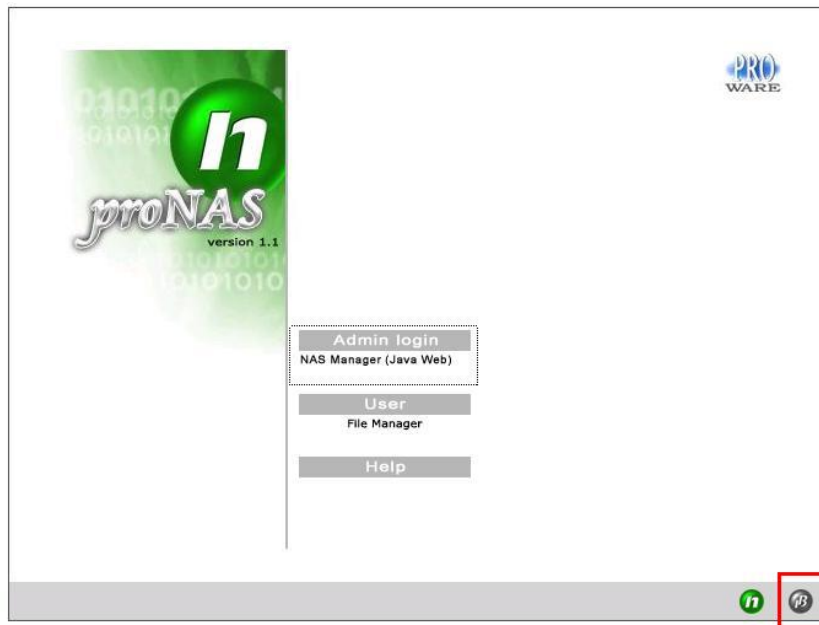 PRO
WARE
n
proNAS
version 1.1
Admin login
NAS Manager (Java Web)
User
File Manager
Help
n